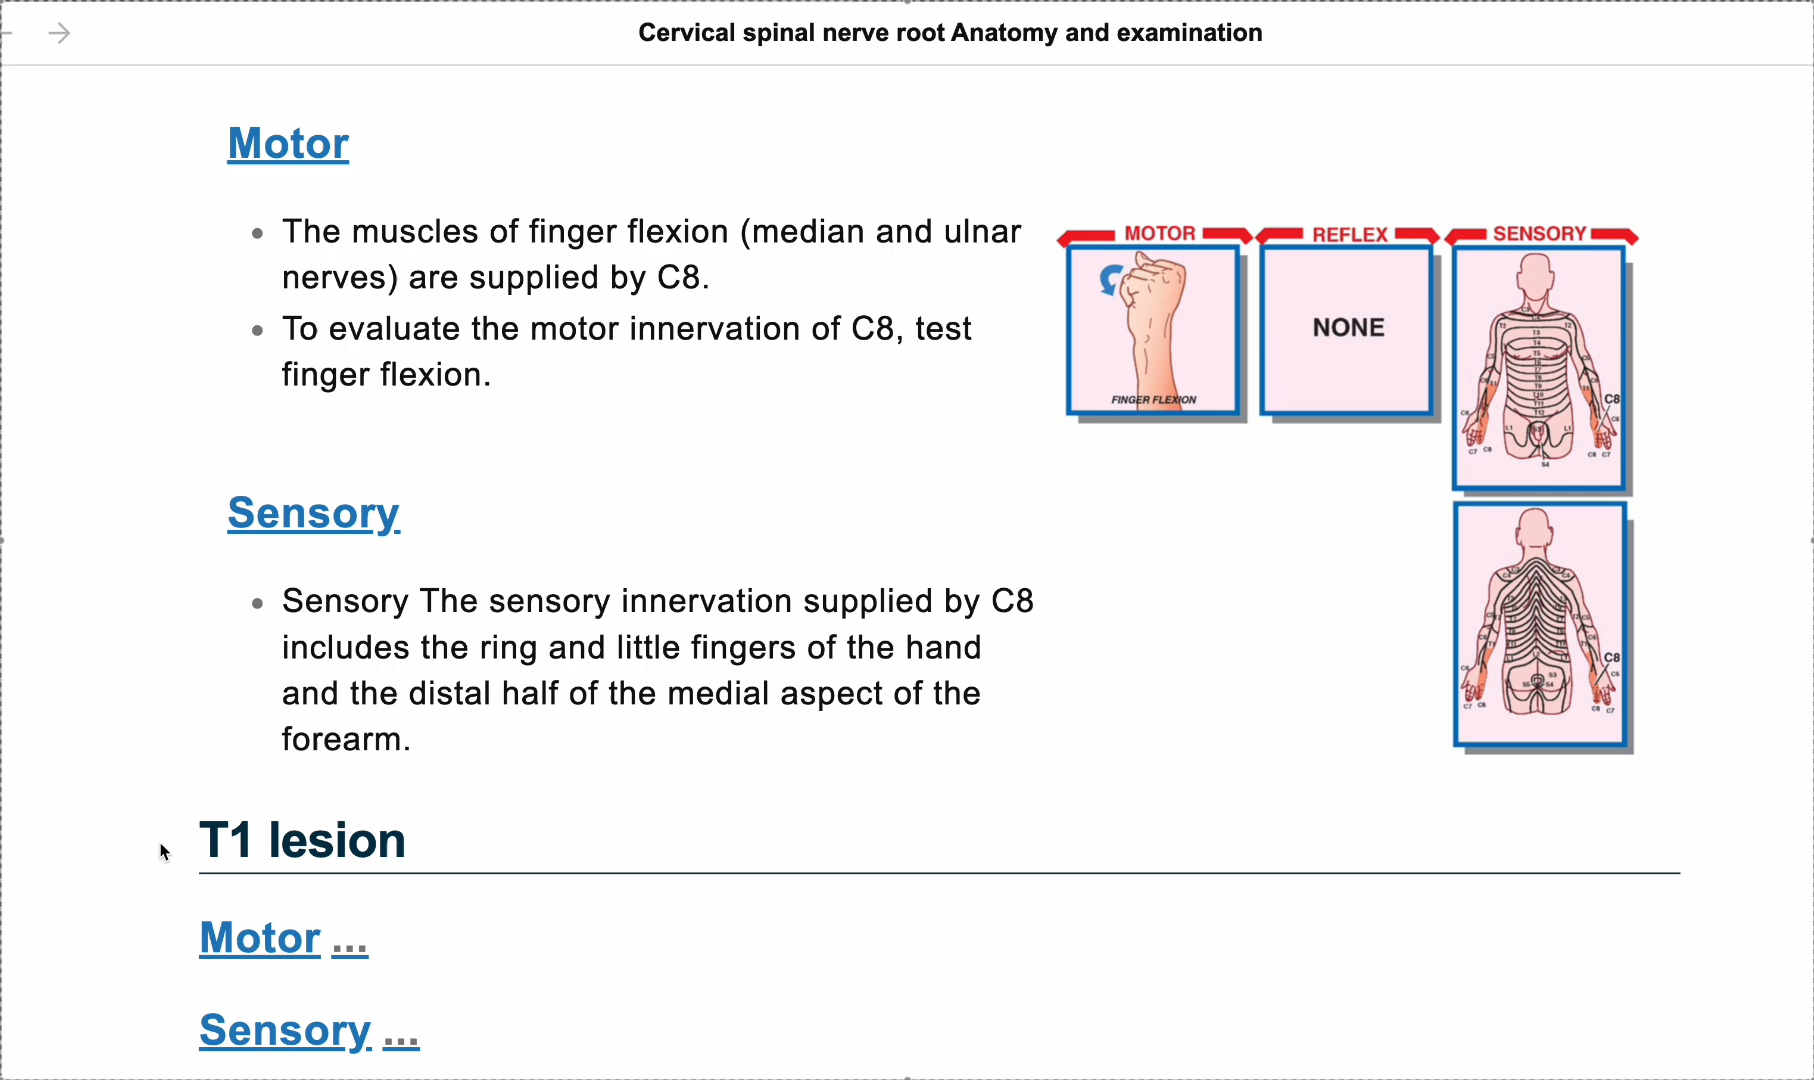 Cervical spinal nerve root Anatomy and examination
Motor
The muscles of finger flexion (median and ulnar
nerves) are supplied by C8.
To evaluate the motor innervation of C8, test
finger flexion.
MOTOR
REFLEX
SENSORY
FINGER FLEXION
NONE
C8
C8
Sensory
Sensory The sensory innervation supplied by C8
includes the ring and little fingers of the hand
and the distal half of the medial aspect of the
forearm.
T1 lesion
Motor ...
Sensory ...